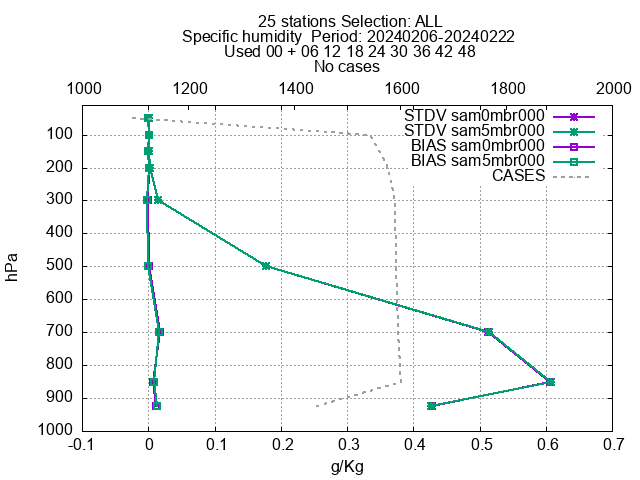 25 stations Selection: ALL
Specific humidity  Period: 20240206-20240222
Used 00 + 06 12 18 24 30 36 42 48
No cases
1000 1200 1400 1600 1800 2000
STDV sam0mbr000
STDV sam5mbr000
BIAS sam0mbr000
BIAS sam5mbr000
CASES
100
200
300
400
500
600
700
800
900
1000
hPa
-0.1 0 0.1 0.2 0.3 0.4 0.5 0.6 0.7
g/Kg